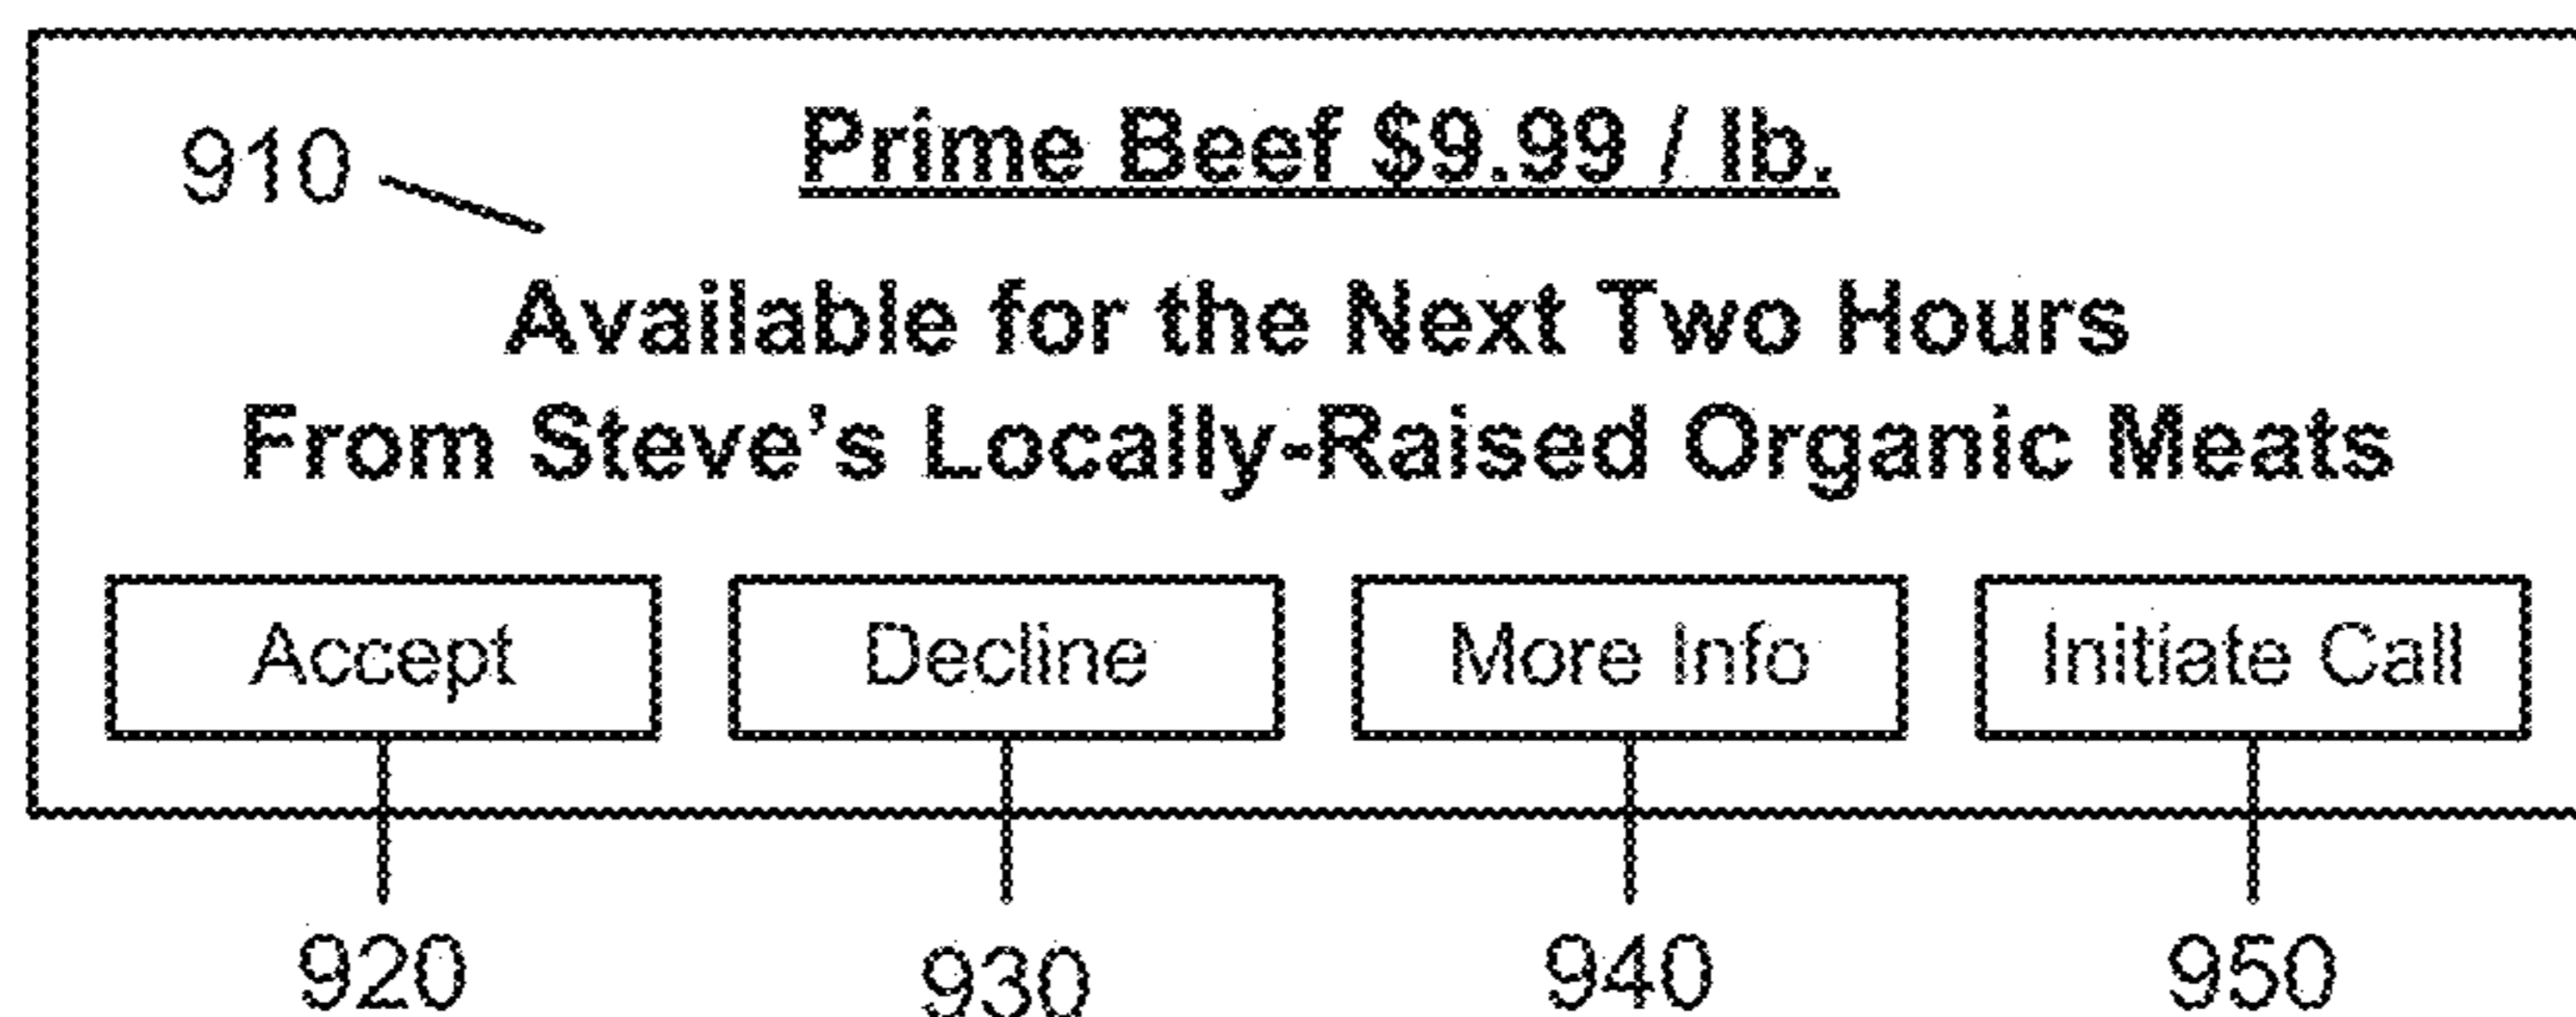 910
Prime Beef $9.99 / lb.
Available for the Next Two Hours
From Steve's Locally-Raised Organic Meats
Accept Decline More Info Initiate Call
920 930 940 950